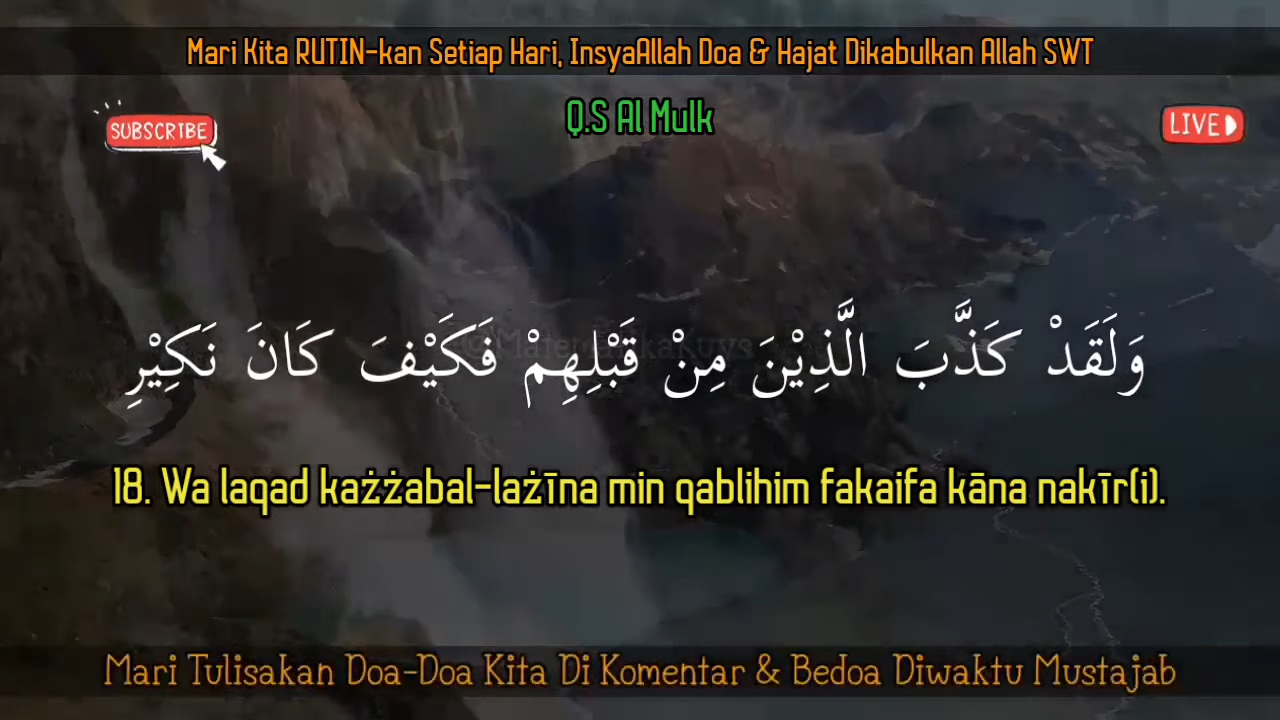 Mari Kita RUTIN-kan Setiap Hari, InsyaAllah Doa & Hajat Dikabulkan Allah SWT
Q.S Al Mulk
SUBSCRIBE
LIVE
وَلَقَدْ كَذَّبَ الَّذِيْنَ مِنْ قَبْلِهِمْ فَكَيْفَ كَانَ نَكِيْرِ
18. Wa laqad każżabal-lażīna min qablihim fakaifa kāna nakīr(i).
Mari Tulisakan Doa-Doa Kita Di Komentar & Bedoa Diwaktu Mustajab